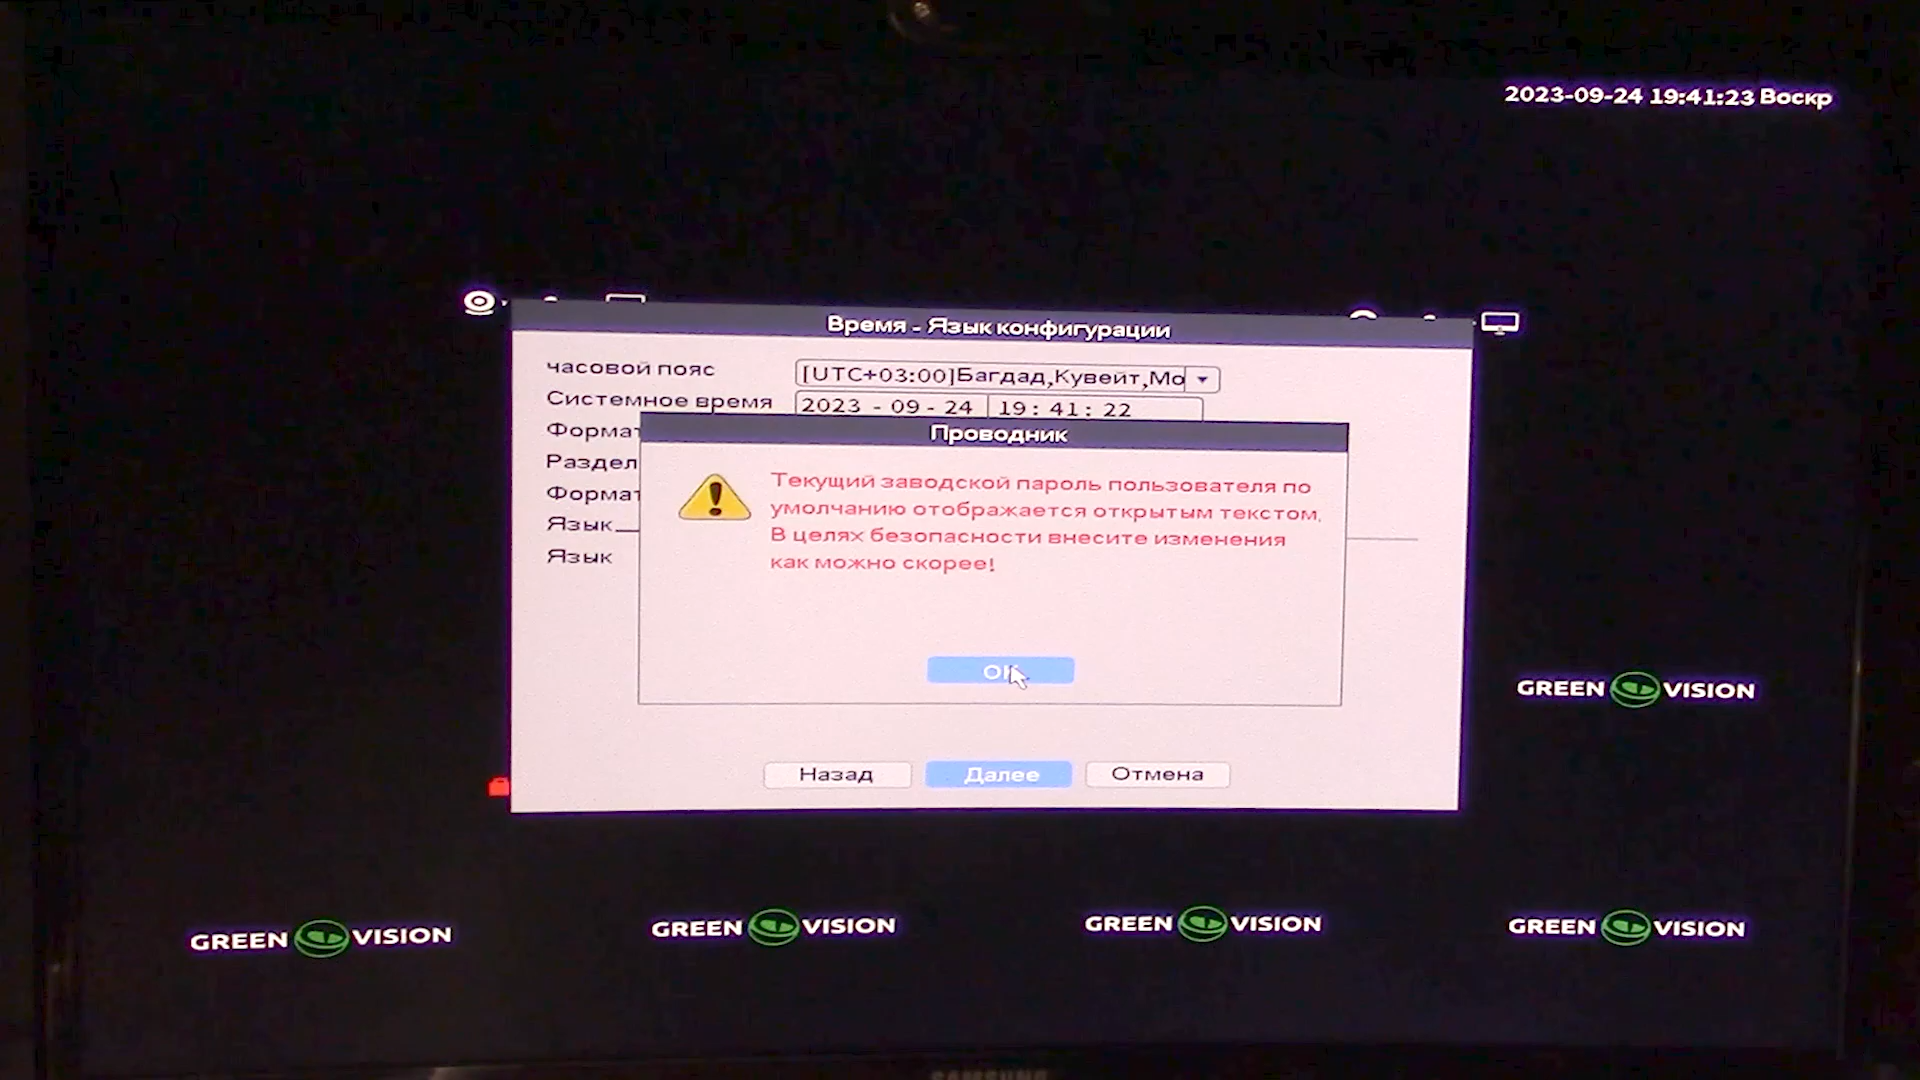 2023-09-24 19:41:23 Воскр
Время - Язык конфигурации
часовой пояс
[UTC+03:00]Багдад,Кувейт,Мо
Системное время
2023 - 09 - 24
19 : 41 : 22
Формат
Проводник
Раздел
Формат
Язык
Язык
Текущий заводской пароль пользователя по
умолчанию отображается открытым текстом.
В целях безопасности внесите изменения
как можно скорее!
OK
GREEN VISION
Назад
Далее
Отмена
GREEN VISION
GREEN VISION
GREEN VISION
GREEN VISION
SAMSUNG